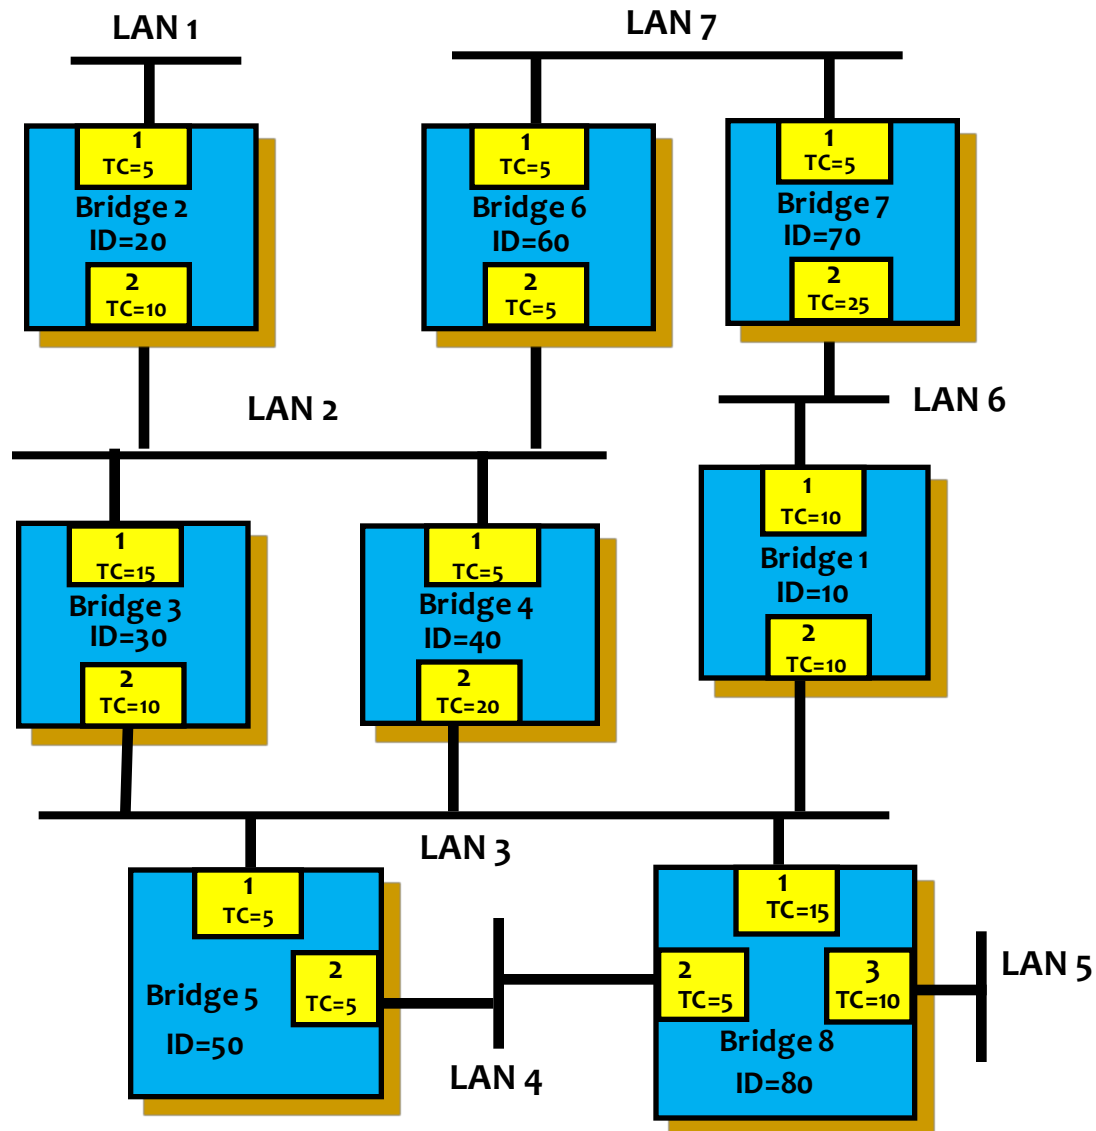 LAN 1
LAN 7
1
TC=5
Bridge 2
ID=20
2
TC=10
1
TC=5
Bridge 6
ID=60
2
TC=5
1
TC=5
Bridge 7
ID=70
2
TC=25
LAN 2
LAN 6
1
TC=15
Bridge 3
ID=30
2
TC=10
1
TC=5
Bridge 4
ID=40
2
TC=20
1
TC=10
Bridge 1
ID=10
2
TC=10
LAN 3
1
TC=5
2
TC=5
Bridge 5
ID=50
LAN 4
1
TC=15
2
TC=5
3
TC=10
Bridge 8
ID=80
LAN 5